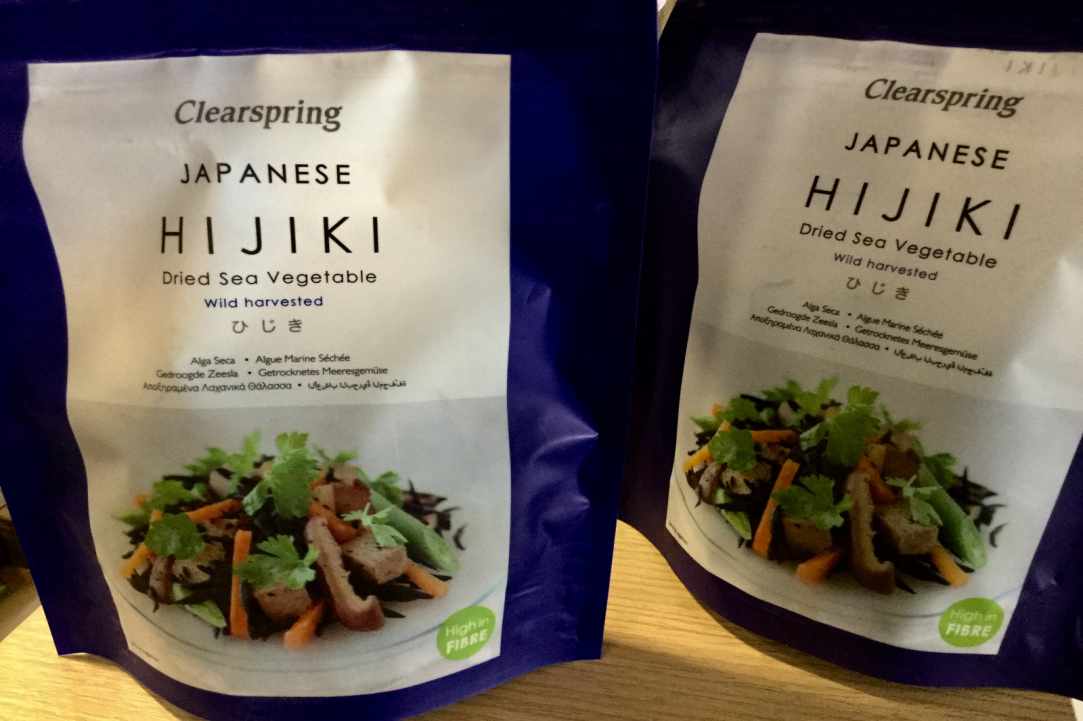 Clearspring
JAPANESE
HIJIKI
Dried Sea Vegetable
Wild harvested
ひじき
Alga Seca • Algue Marine Séchée
Gedroogde Zeesla • Getrocknetes Meeresgemüse
Αποξηραμένα Λαχανικά Θάλασσα •
High in
FIBRE
HIJIKI
Clearspring
JAPANESE
HIJIKI
Dried Sea Vegetable
Wild harvested
ひじき
Alga Seca • Algue Marine Séchée
Gedroogde Zeesla • Getrocknetes Meeresgemüse
Αποξηραμένα Λαχανικά Θάλασσα •
High in
FIBRE